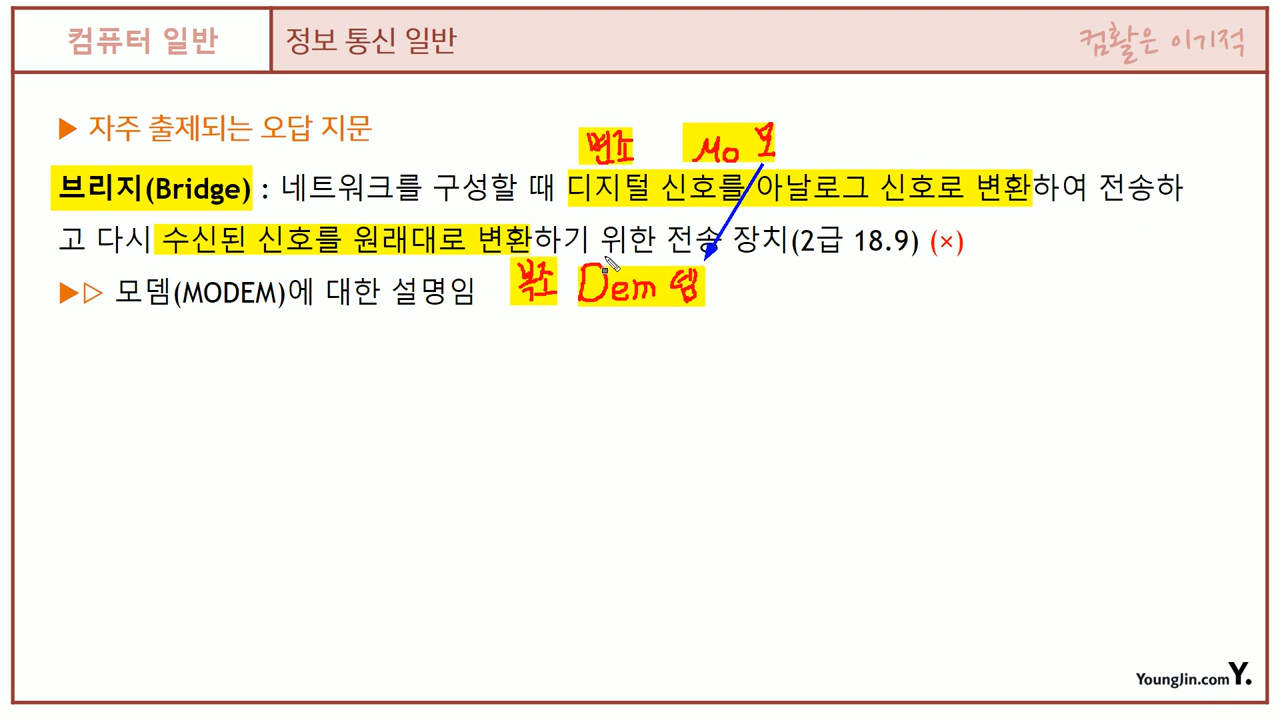 컴퓨터 일반
정보 통신 일반
컴활은 이기적
▶ 자주 출제되는 오답 지문
변조 Mo 모
브리지(Bridge) : 네트워크를 구성할 때 디지털 신호를 아날로그 신호로 변환하여 전송하
고 다시 수신된 신호를 원래대로 변환하기 위한 전송 장치(2급 18.9) (×)
▶▷ 모뎀(MODEM)에 대한 설명임
복조 Dem 뎀
YoungJin.com Y.